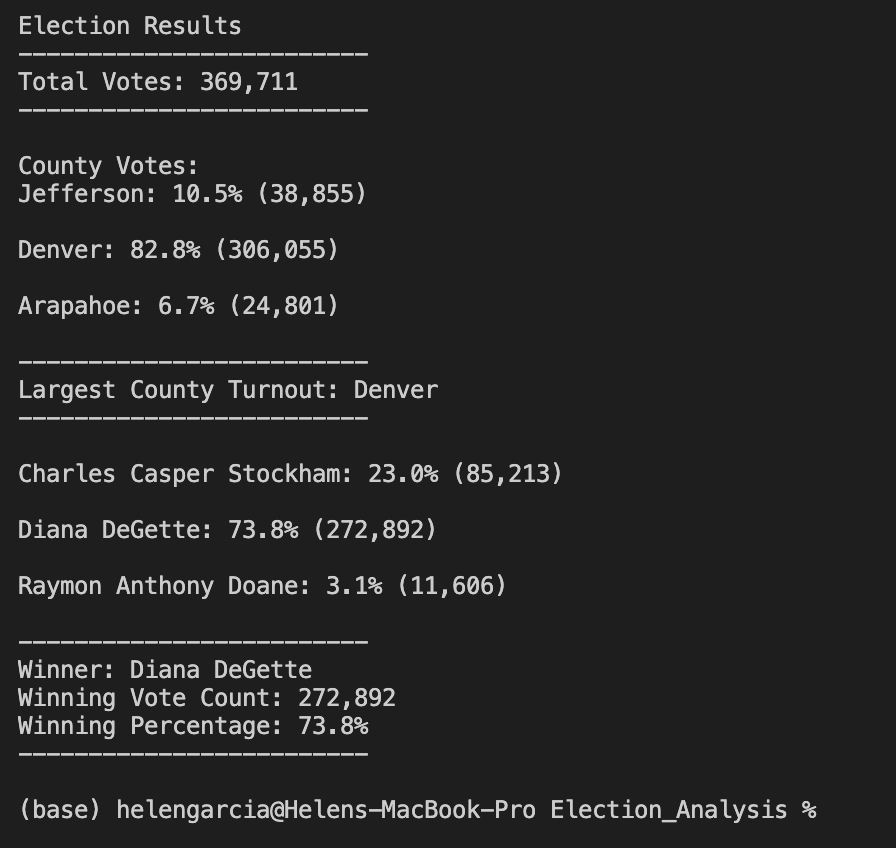 Election Results
-------------------------
Total Votes: 369,711
-------------------------
County Votes:
Jefferson: 10.5% (38,855)
Denver: 82.8% (306,055)
Arapahoe: 6.7% (24,801)
-------------------------
Largest County Turnout: Denver
-------------------------
Charles Casper Stockham: 23.0% (85,213)
Diana DeGette: 73.8% (272,892)
Raymon Anthony Doane: 3.1% (11,606)
-------------------------
Winner: Diana DeGette
Winning Vote Count: 272,892
Winning Percentage: 73.8%
-------------------------
(base) helengarcia@Helens-MacBook-Pro Election_Analysis %